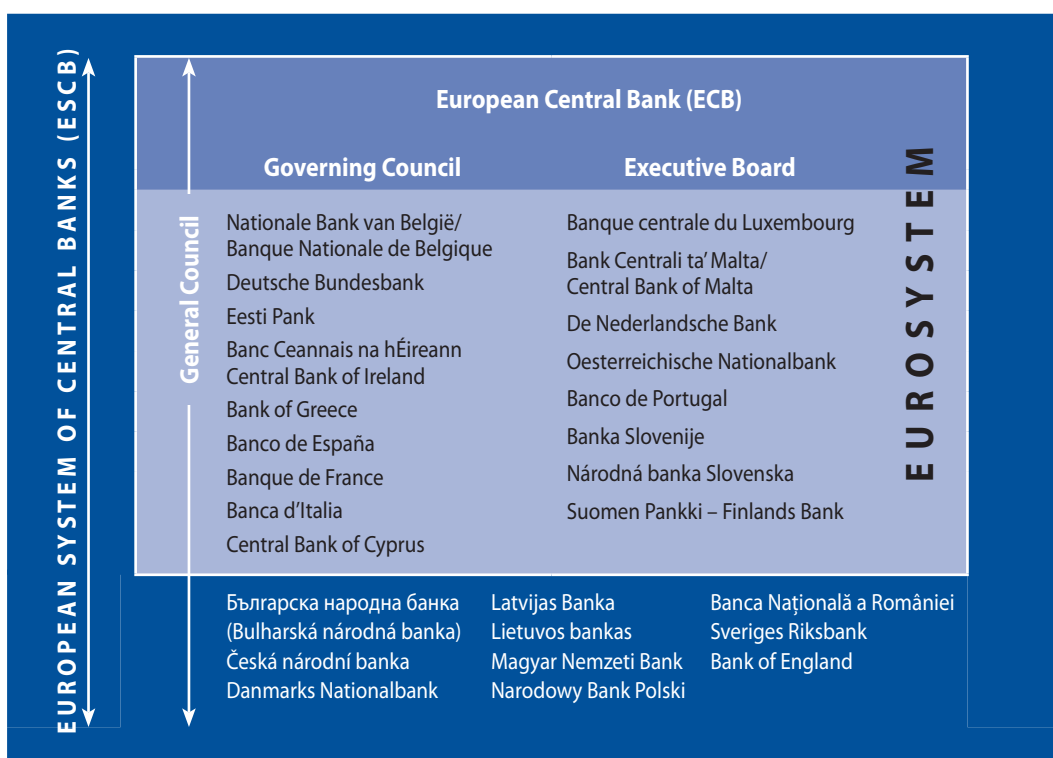 EUROPEAN SYSTEM OF CENTRAL BANKS (ESCB)
General Council
European Central Bank (ECB)
Governing Council
Executive Board
EUROSYSTEM
Nationale Bank van België/
Banque Nationale de Belgique
Deutsche Bundesbank
Eesti Pank
Banc Ceannais na hÉireann
Central Bank of Ireland
Bank of Greece
Banco de España
Banque de France
Banca d’Italia
Central Bank of Cyprus
Banque centrale du Luxembourg
Bank Centrali ta’ Malta/
Central Bank of Malta
De Nederlandsche Bank
Oesterreichische Nationalbank
Banco de Portugal
Banka Slovenije
Národná banka Slovenska
Suomen Pankki – Finlands Bank
Българска народна банка
(Bulharská národná banka)
Česká národní banka
Danmarks Nationalbank
Latvijas Banka
Lietuvos bankas
Magyar Nemzeti Bank
Narodowy Bank Polski
Banca Națională a României
Sveriges Riksbank
Bank of England